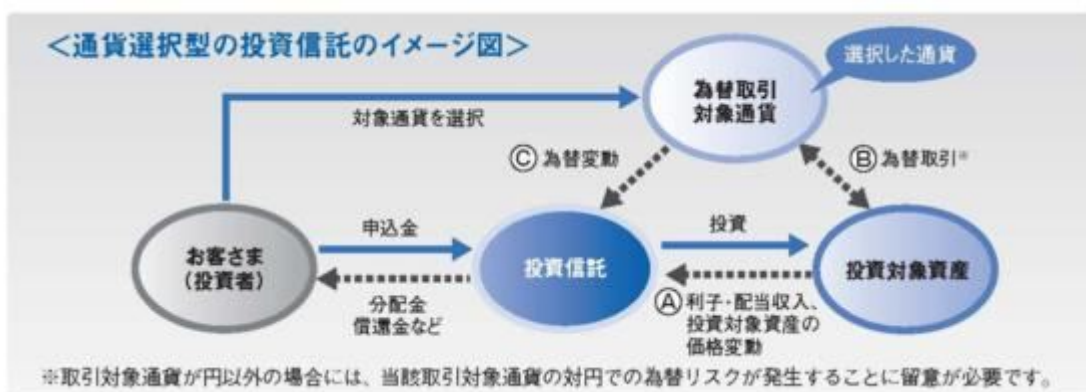 ＜通貨選択型の投資信託のイメージ図＞
選択した通貨
為替取引
対象通貨
対象通貨を選択
Ⓒ 為替変動
Ⓑ 為替取引※
お客さま
（投資者）
申込金
分配金
償還金など
投資信託
投資
Ⓐ 利子・配当収入、
投資対象資産の
価格変動
投資対象資産
※取引対象通貨が円以外の場合には、当該取引対象通貨の対円での為替リスクが発生することに留意が必要です。